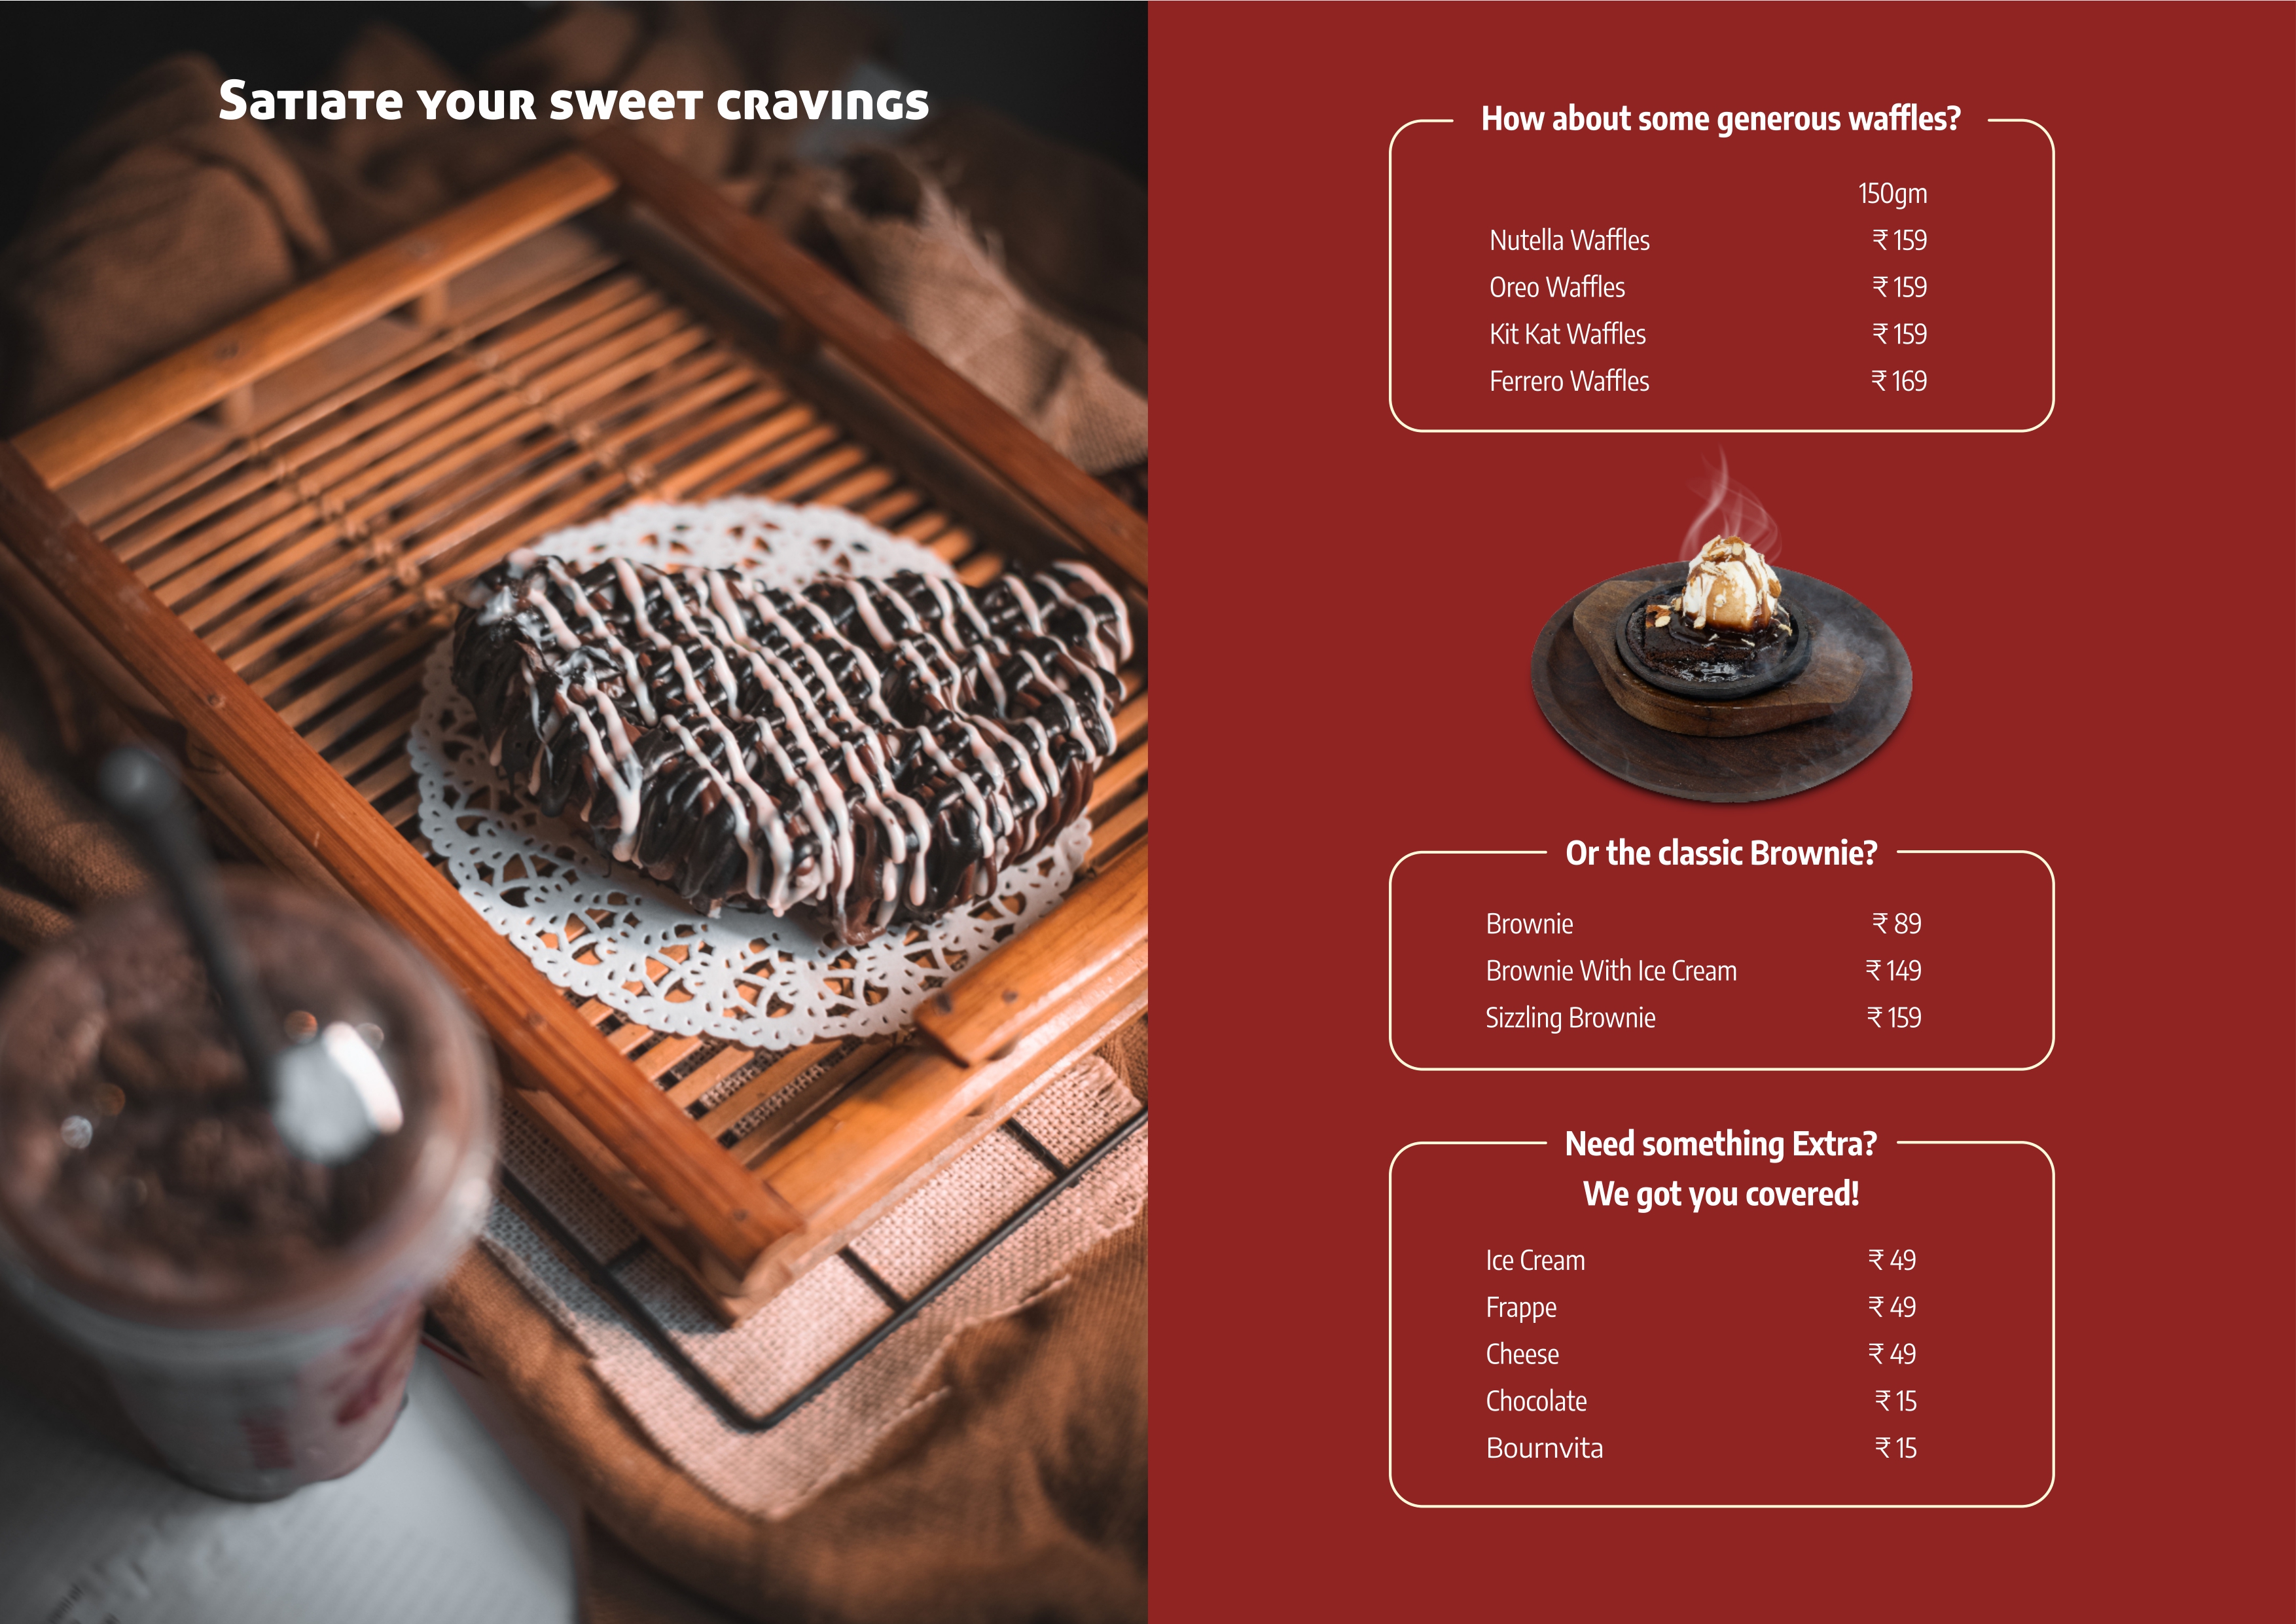 Satiate your sweet cravings
How about some generous waffles?
150gm
Nutella Waffles ₹ 159
Oreo Waffles ₹ 159
Kit Kat Waffles ₹ 159
Ferrero Waffles ₹ 169
Or the classic Brownie?
Brownie ₹ 89
Brownie With Ice Cream ₹ 149
Sizzling Brownie ₹ 159
Need something Extra?
We got you covered!
Ice Cream ₹ 49
Frappe ₹ 49
Cheese ₹ 49
Chocolate ₹ 15
Bournvita ₹ 15